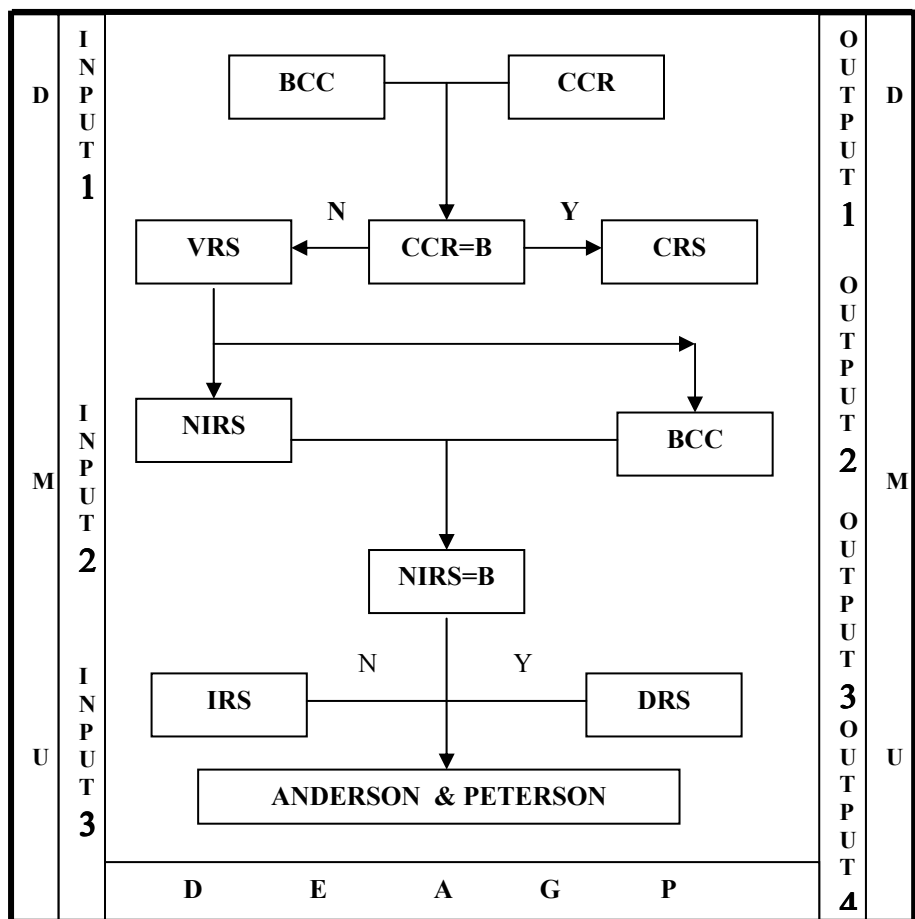 D
M
U
INPUT 1
INPUT 2
INPUT 3
BCC
CCR
N
Y
VRS
CCR=B
CRS
NIRS
BCC
NIRS=B
N
Y
IRS
DRS
ANDERSON & PETERSON
D E A G P
OUTPUT 1
OUTPUT 2
OUTPUT 3
OUTPUT 4
D
M
U